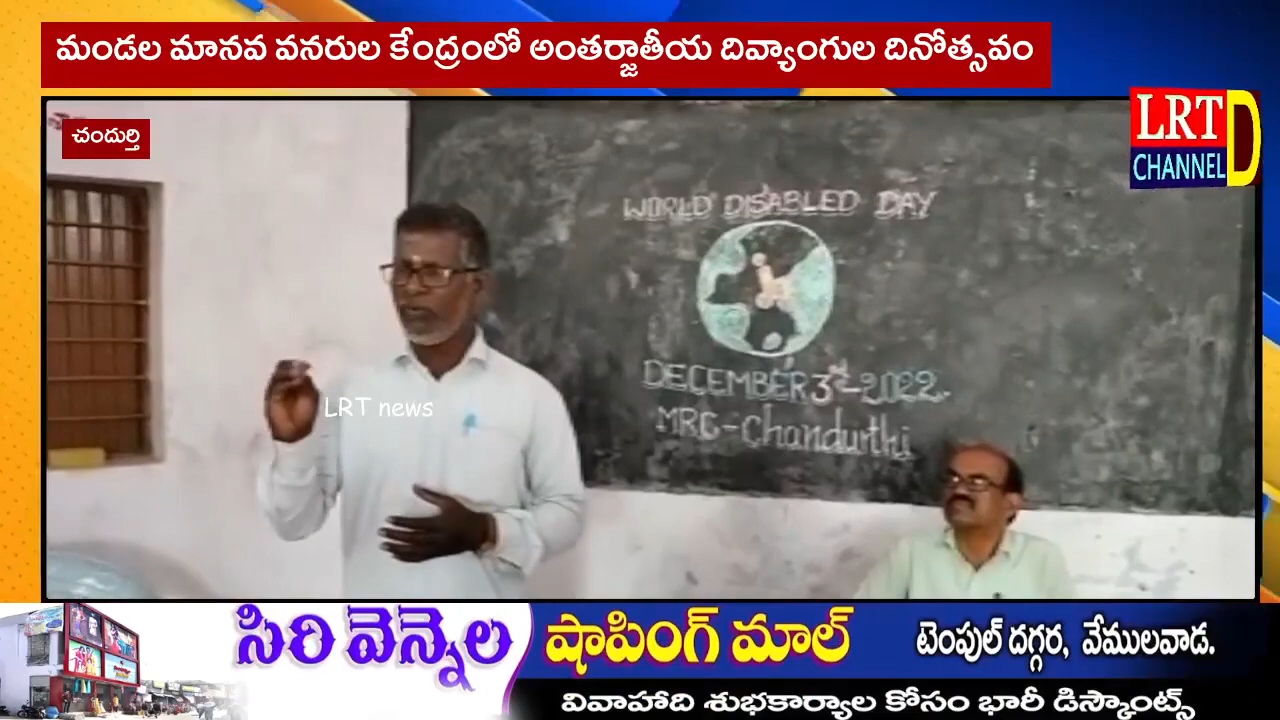 మండల మానవ వనరుల కేంద్రంలో అంతర్జాతీయ దివ్యాంగుల దినోత్సవం
చందుర్తి
LRT
CHANNEL
D
WORLD DISABLED DAY
LRT news
DECEMBER 3rd-2022.
MRC-Chandurthi
సిరి వెన్నెల షాపింగ్ మాల్ టెంపుల్ దగ్గర, వేములవాడ.
వివాహాది శుభకార్యాల కోసం భారీ డిస్కౌంట్స్